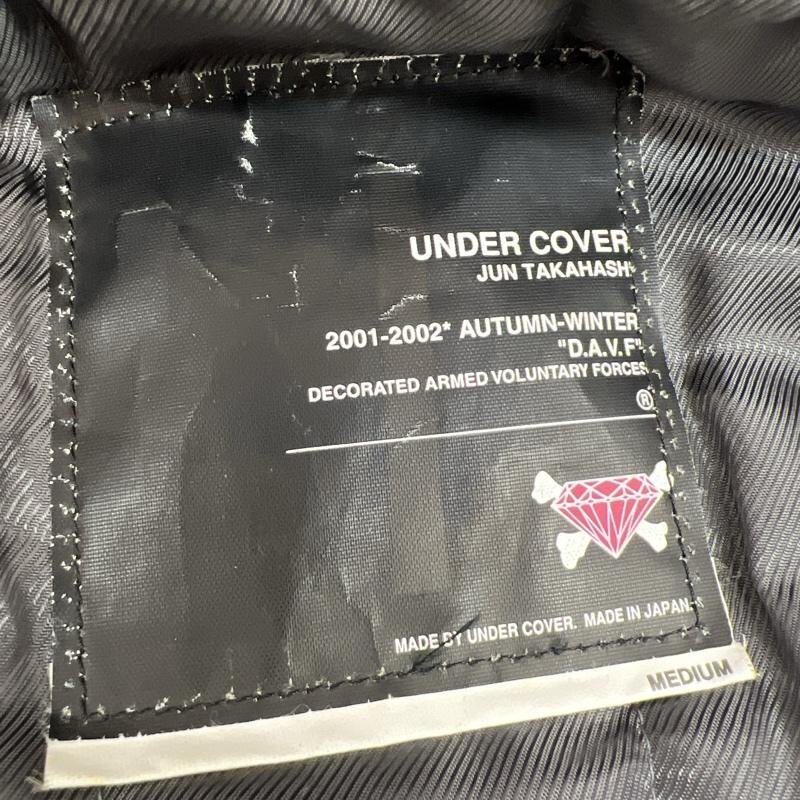 UNDER COVER
JUN TAKAHASHI
2001-2002* AUTUMN-WINTER
"D.A.V.F"
DECORATED ARMED VOLUNTARY FORCES
®
MADE BY UNDER COVER. MADE IN JAPAN.
MEDIUM